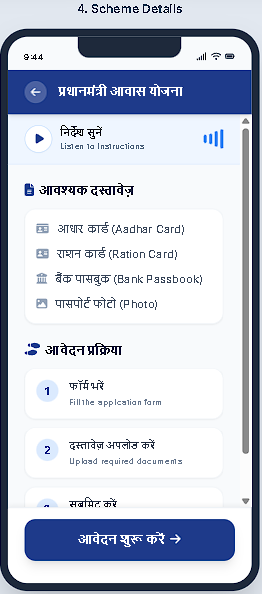 4. Scheme Details
9:44
प्रधानमंत्री आवास योजना
निर्देश सुनें
Listen to Instructions
आवश्यक दस्तावेज़
आधार कार्ड (Aadhar Card)
राशन कार्ड (Ration Card)
बैंक पासबुक (Bank Passbook)
पासपोर्ट फोटो (Photo)
आवेदन प्रक्रिया
1
फॉर्म भरें
Fill the application form
2
दस्तावेज़ अपलोड करें
Upload required documents
सबमिट करें
आवेदन शुरू करें →